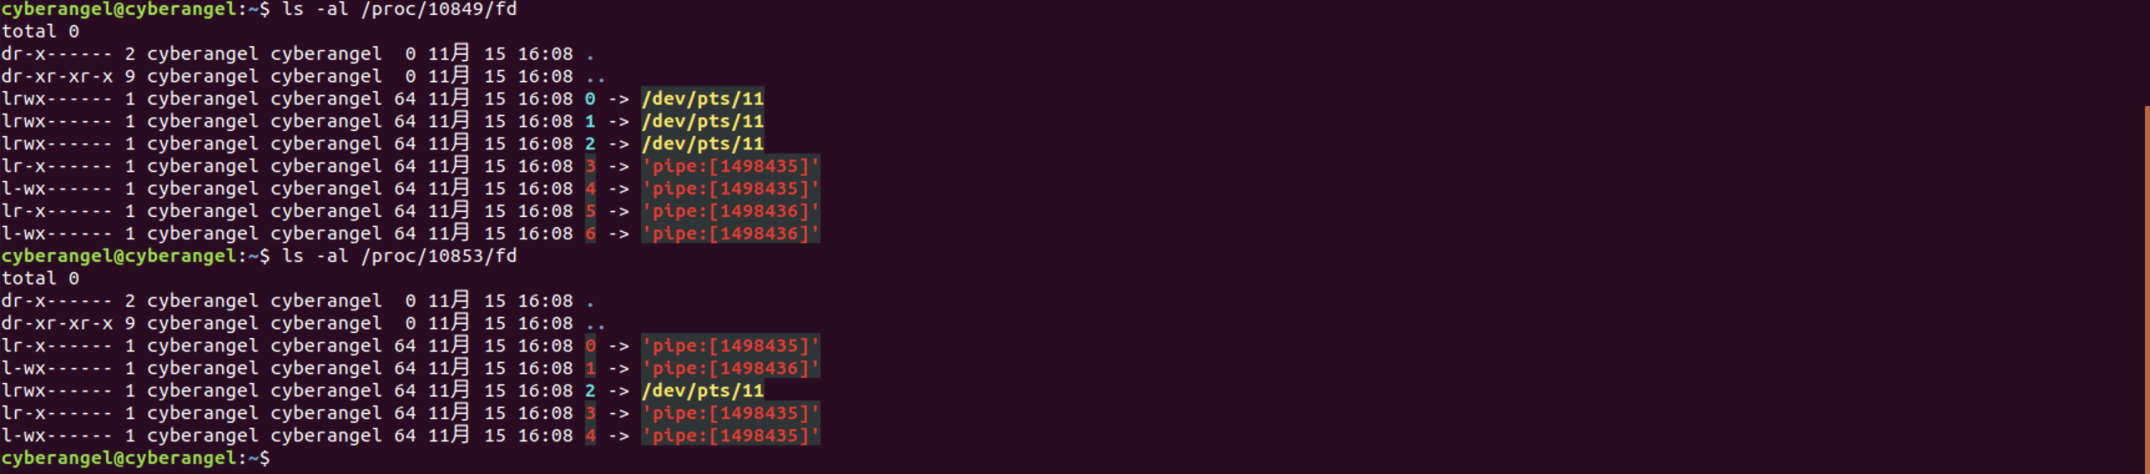 cyberangel@cyberangel:~$ ls -al /proc/10849/fd
total 0
dr-x------ 2 cyberangel cyberangel  0 11月 15 16:08 .
dr-xr-xr-x 9 cyberangel cyberangel  0 11月 15 16:08 ..
lrwx------ 1 cyberangel cyberangel 64 11月 15 16:08 0 -> /dev/pts/11
lrwx------ 1 cyberangel cyberangel 64 11月 15 16:08 1 -> /dev/pts/11
lrwx------ 1 cyberangel cyberangel 64 11月 15 16:08 2 -> /dev/pts/11
lr-x------ 1 cyberangel cyberangel 64 11月 15 16:08 3 -> 'pipe:[1498435]'
l-wx------ 1 cyberangel cyberangel 64 11月 15 16:08 4 -> 'pipe:[1498435]'
lr-x------ 1 cyberangel cyberangel 64 11月 15 16:08 5 -> 'pipe:[1498436]'
l-wx------ 1 cyberangel cyberangel 64 11月 15 16:08 6 -> 'pipe:[1498436]'
cyberangel@cyberangel:~$ ls -al /proc/10853/fd
total 0
dr-x------ 2 cyberangel cyberangel  0 11月 15 16:08 .
dr-xr-xr-x 9 cyberangel cyberangel  0 11月 15 16:08 ..
lr-x------ 1 cyberangel cyberangel 64 11月 15 16:08 0 -> 'pipe:[1498435]'
l-wx------ 1 cyberangel cyberangel 64 11月 15 16:08 1 -> 'pipe:[1498436]'
lrwx------ 1 cyberangel cyberangel 64 11月 15 16:08 2 -> /dev/pts/11
lr-x------ 1 cyberangel cyberangel 64 11月 15 16:08 3 -> 'pipe:[1498435]'
l-wx------ 1 cyberangel cyberangel 64 11月 15 16:08 4 -> 'pipe:[1498435]'
cyberangel@cyberangel:~$